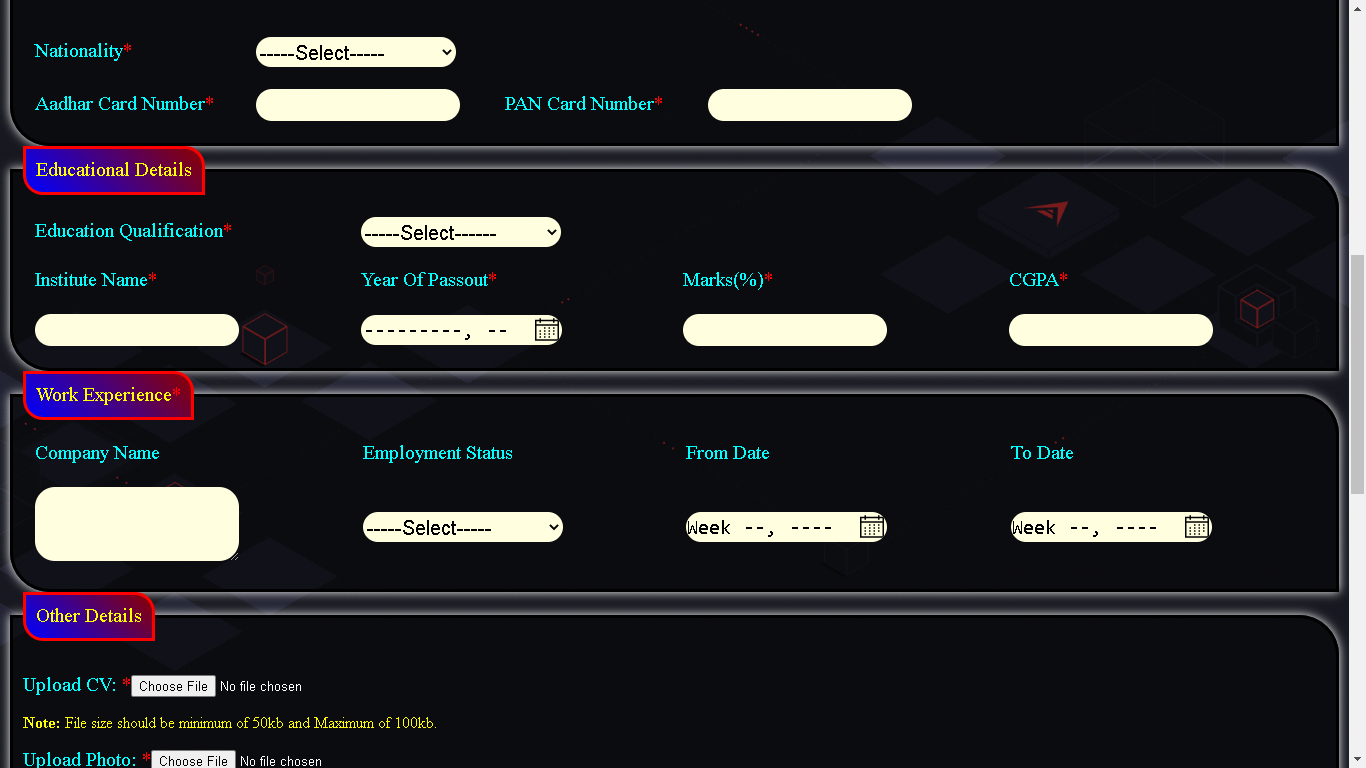 Nationality* -----Select-----
Aadhar Card Number* PAN Card Number*
Educational Details
Education Qualification* -----Select------
Institute Name* Year Of Passout* Marks(%)* CGPA*
---------, --
Work Experience*
Company Name Employment Status From Date To Date
-----Select----- Week --, ---- Week --, ----
Other Details
Upload CV: *Choose File No file chosen
Note: File size should be minimum of 50kb and Maximum of 100kb.
Upload Photo: *Choose File No file chosen